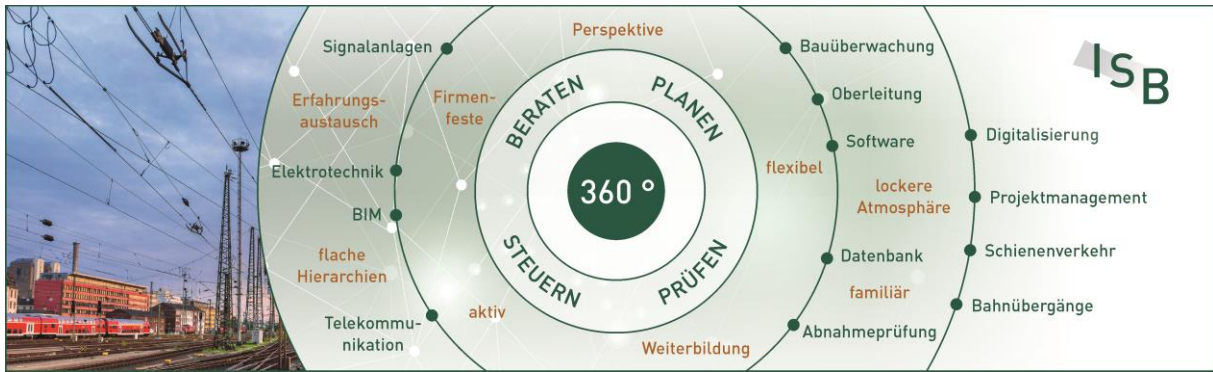 Perspektive
Signalanlagen
Bauüberwachung
Erfahrungs-
austausch
Firmen-
feste
BERATEN
PLANEN
Oberleitung
ISB
Software
Digitalisierung
Elektrotechnik
360 °
flexibel
lockere
Atmosphäre
Projektmanagement
BIM
flache
Hierarchien
STEUERN
PRÜFEN
Datenbank
Schienenverkehr
familiär
aktiv
Bahnübergänge
Telekommu-
nikation
Weiterbildung
Abnahmeprüfung